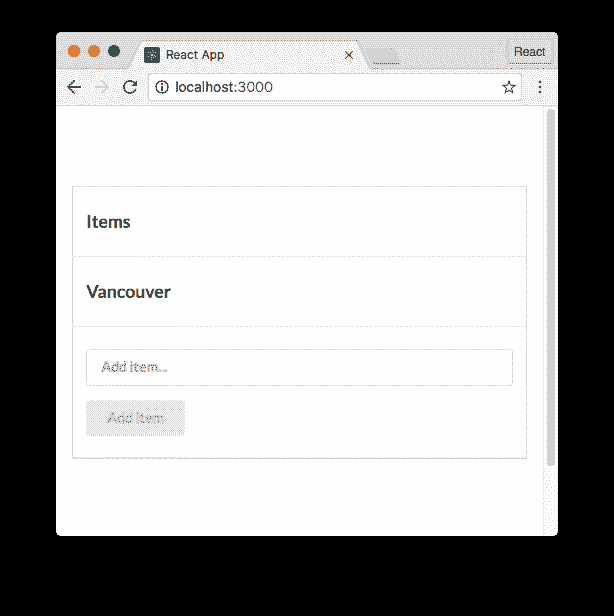 React App
React
localhost:3000
Items
Vancouver
Add item...
Add item